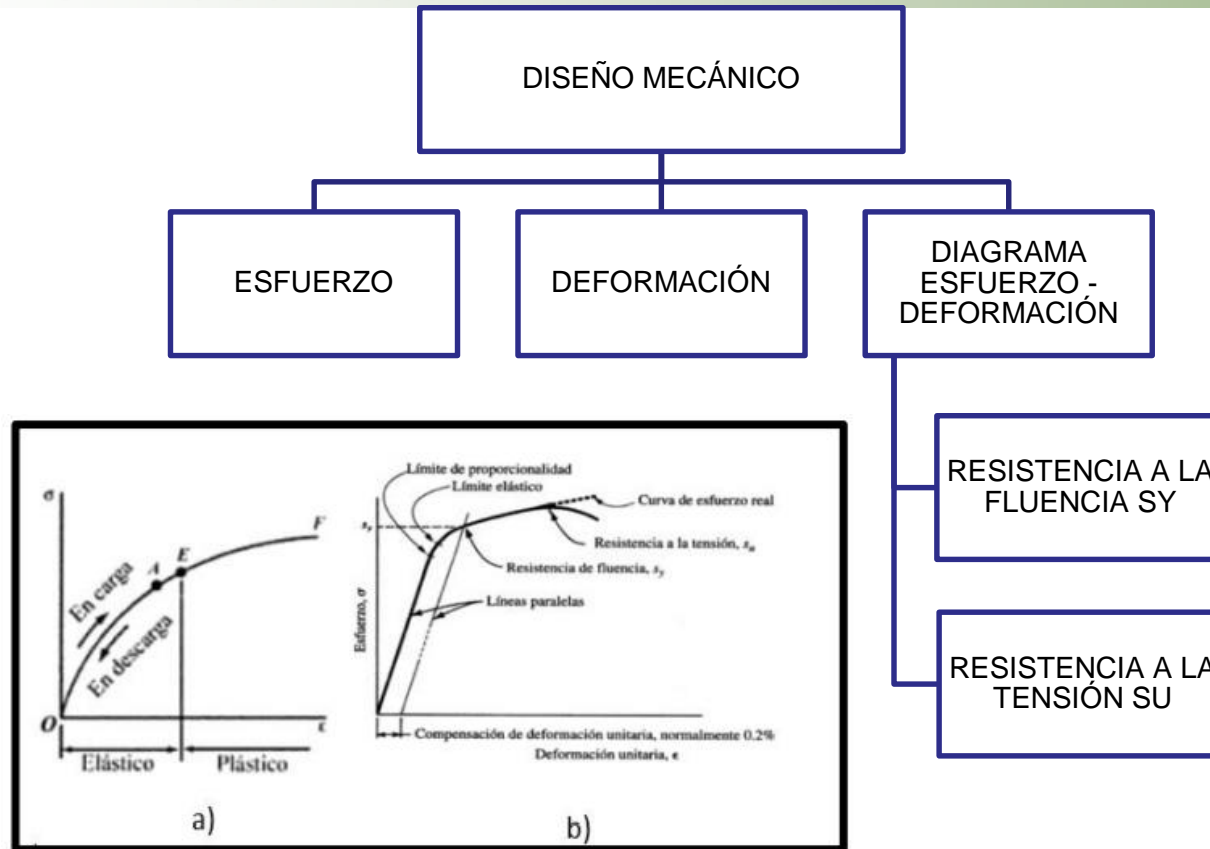 DISEÑO MECÁNICO
ESFUERZO
DEFORMACIÓN
DIAGRAMA
ESFUERZO -
DEFORMACIÓN
RESISTENCIA A LA
FLUENCIA SY
RESISTENCIA A LA
TENSIÓN SU
σ
F
E
A
En carga
En descarga
O
ε
Elástico
Plástico
a)
Límite de proporcionalidad
Límite elástico
Curva de esfuerzo real
Resistencia a la tensión, su
Resistencia de fluencia, sy
Líneas paralelas
Esfuerzo, σ
Compensación de deformación unitaria, normalmente 0.2%
Deformación unitaria, ϵ
b)